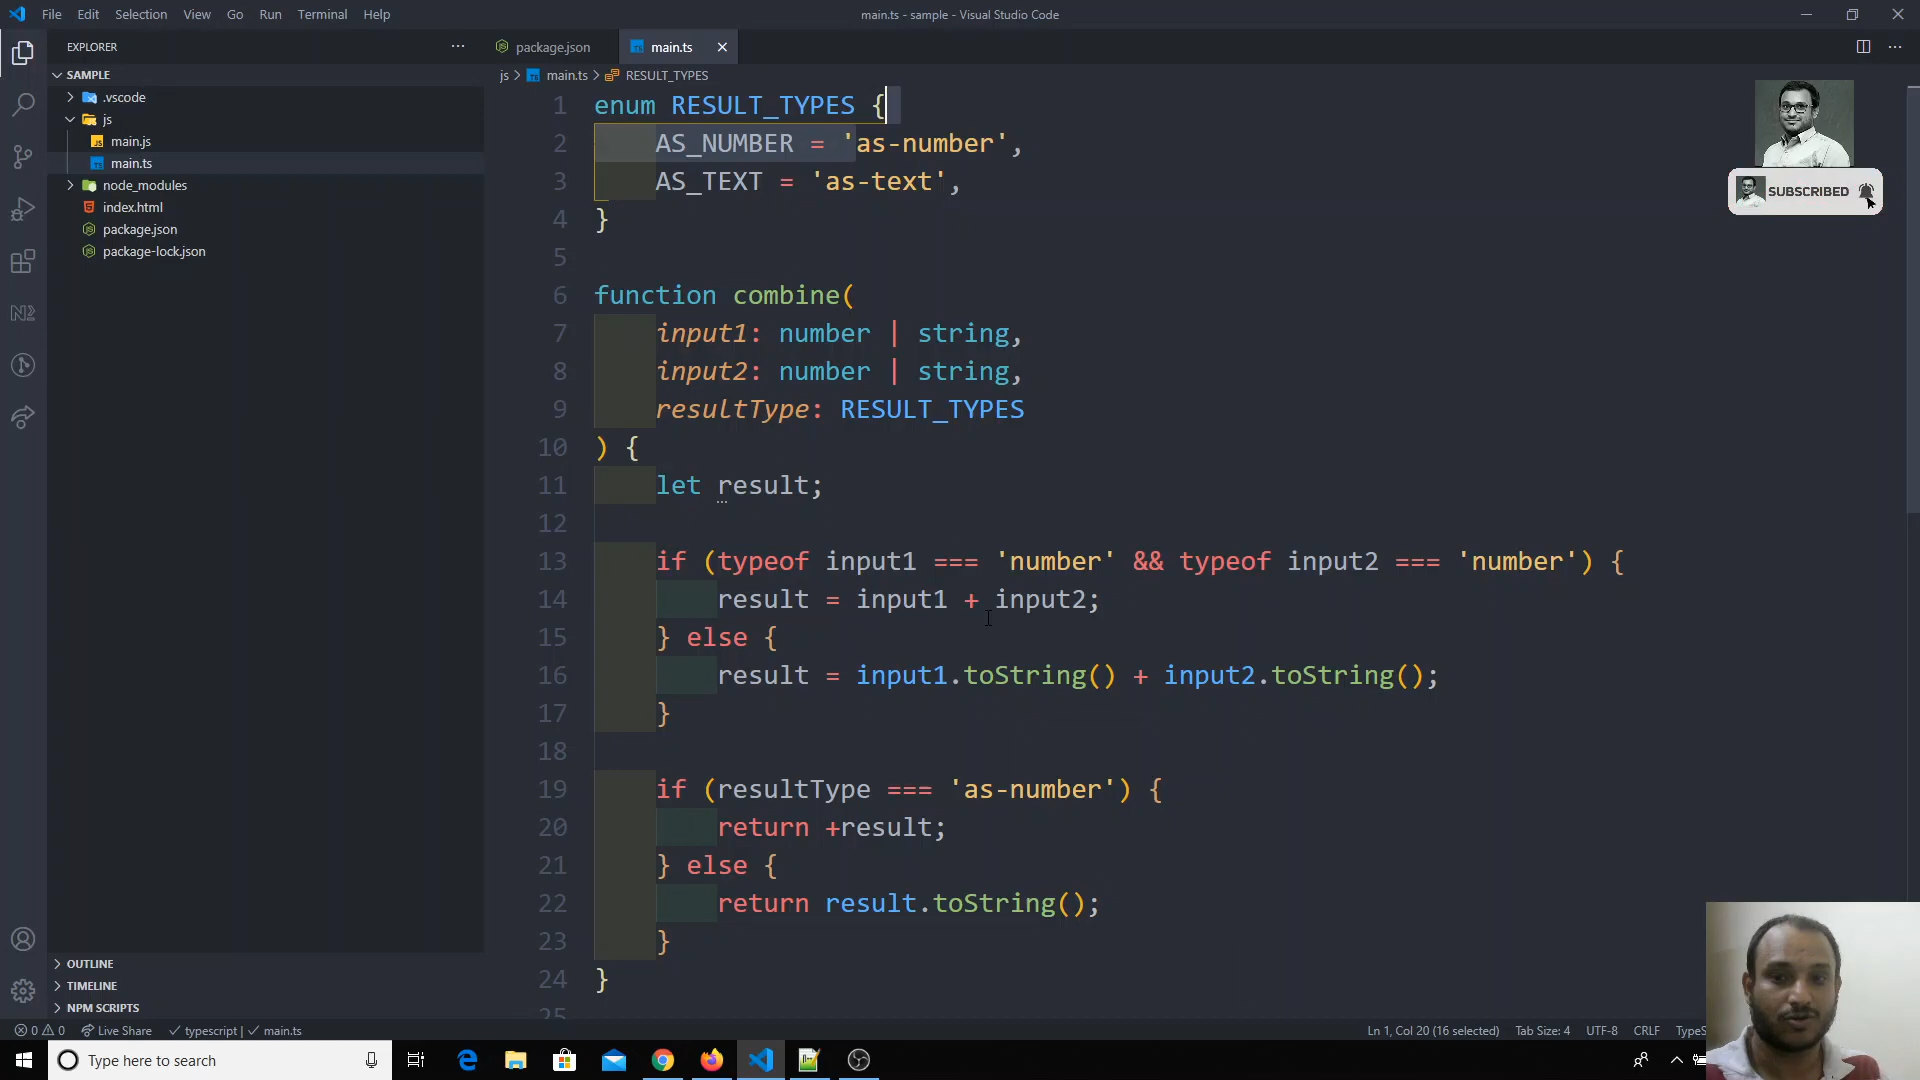 File Edit Selection View Go Run Terminal Help
main.ts - sample - Visual Studio Code
EXPLORER
package.json
main.ts
SAMPLE
js > main.ts > RESULT_TYPES
.vscode
js
main.js
main.ts
node_modules
index.html
package.json
package-lock.json
1 enum RESULT_TYPES {
2 AS_NUMBER = 'as-number',
3 AS_TEXT = 'as-text',
4 }
5
6 function combine(
7 input1: number | string,
8 input2: number | string,
9 resultType: RESULT_TYPES
10 ) {
11 let result;
12
13 if (typeof input1 === 'number' && typeof input2 === 'number') {
14 result = input1 + input2;
15 } else {
16 result = input1.toString() + input2.toString();
17 }
18
19 if (resultType === 'as-number') {
20 return +result;
21 } else {
22 return result.toString();
23 }
24 }
25
SUBSCRIBED
OUTLINE
TIMELINE
NPM SCRIPTS
0 0 Live Share typescript | main.ts
Ln 1, Col 20 (16 selected) Tab Size: 4 UTF-8 CRLF TypeS
Type here to search